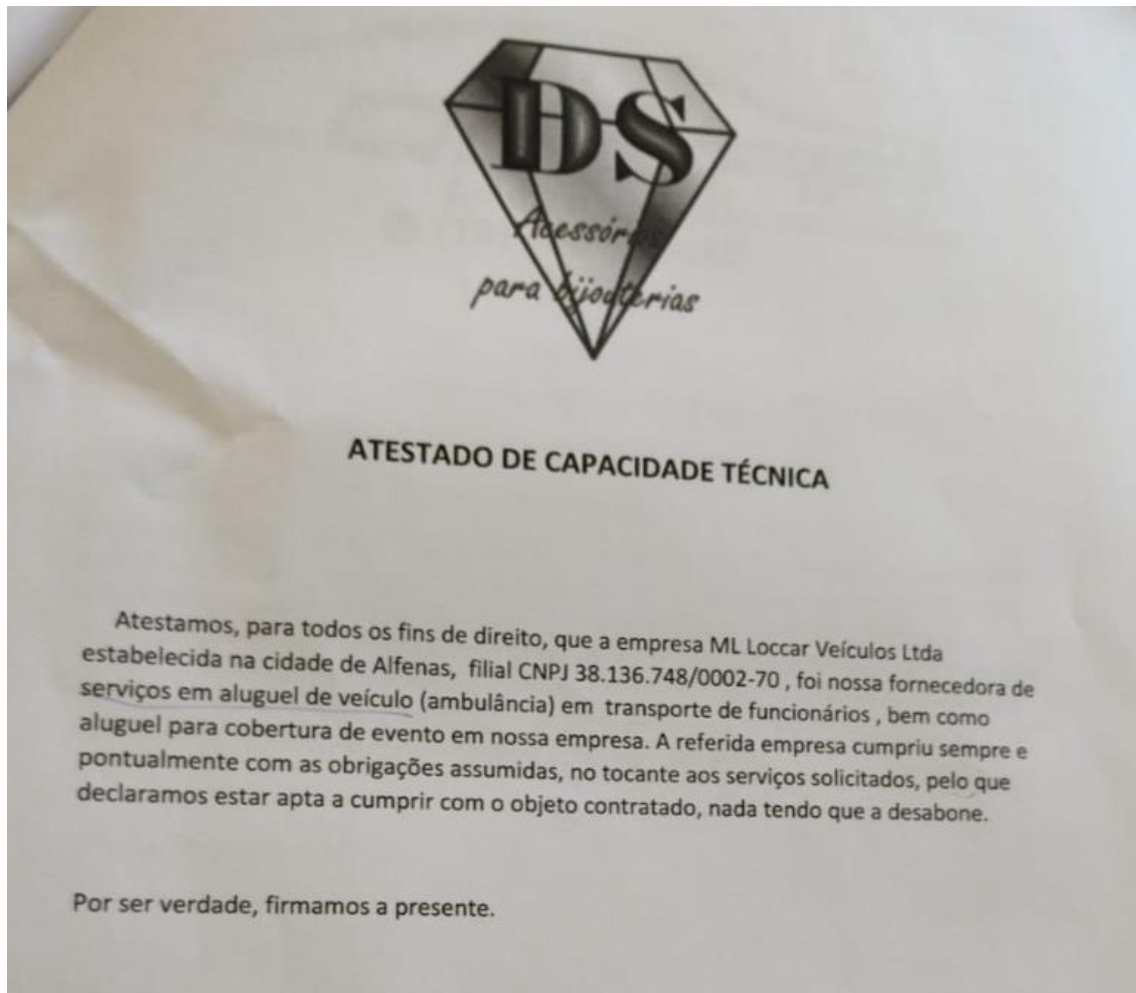 DS
Acessórios
para bijouterias
ATESTADO DE CAPACIDADE TÉCNICA
Atestamos, para todos os fins de direito, que a empresa ML Loccar Veículos Ltda
estabelecida na cidade de Alfenas, filial CNPJ 38.136.748/0002-70 , foi nossa fornecedora de
serviços em aluguel de veículo (ambulância) em transporte de funcionários , bem como
aluguel para cobertura de evento em nossa empresa. A referida empresa cumpriu sempre e
pontualmente com as obrigações assumidas, no tocante aos serviços solicitados, pelo que
declaramos estar apta a cumprir com o objeto contratado, nada tendo que a desabone.
Por ser verdade, firmamos a presente.